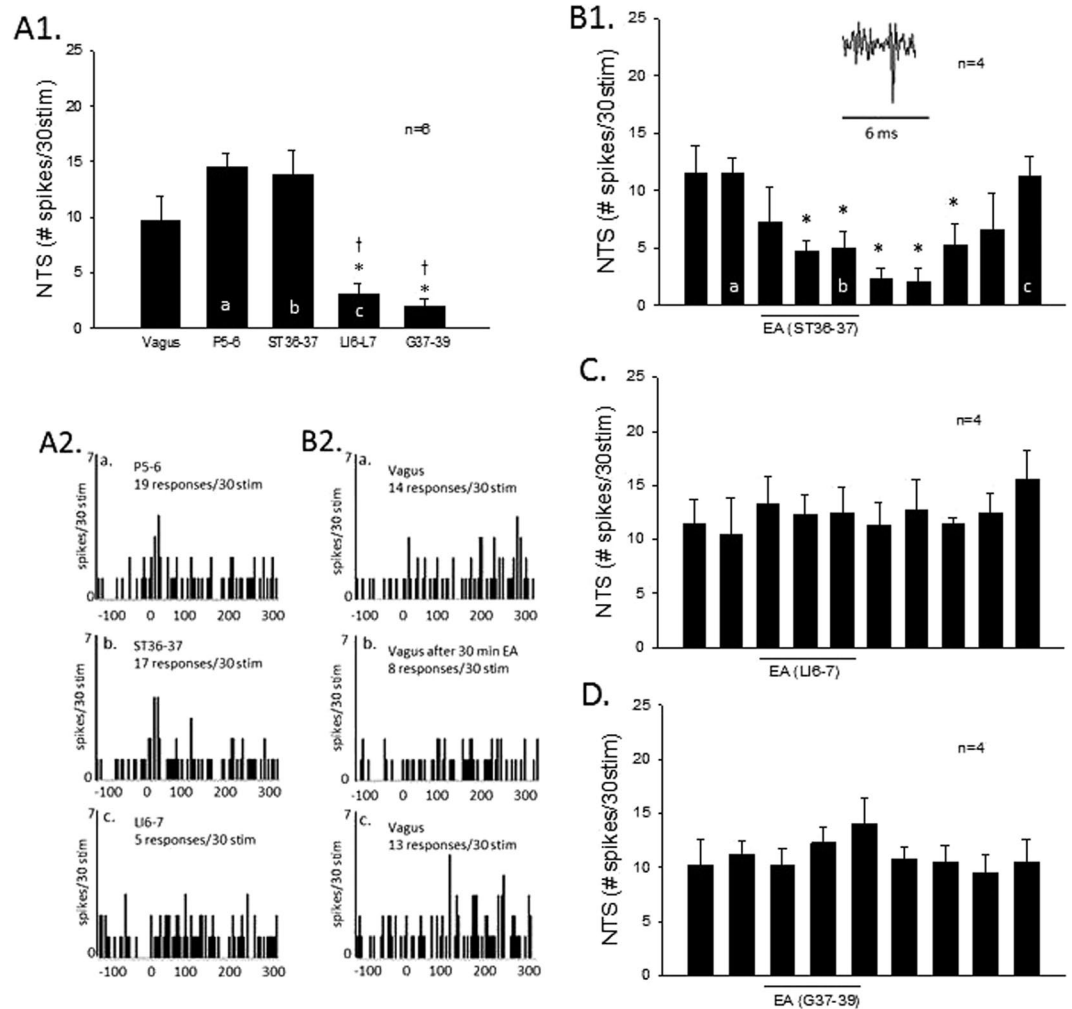 A1.
NTS (# spikes/30stim)
25
20
15
10
5
0
n=6
†
*
†
*
a
b
c
Vagus
P5-6
ST36-37
LI6-L7
G37-39
B1.
NTS (# spikes/30stim)
25
20
15
10
5
0
6 ms
n=4
*
*
*
*
*
a
b
c
EA (ST36-37)
A2.
7
a.
P5-6
19 responses/30 stim
spikes/30 stim
0
-100 0 100 200 300
7
b.
ST36-37
17 responses/30 stim
spikes/30 stim
0
-100 0 100 200 300
7
c.
LI6-7
5 responses/30 stim
spikes/30 stim
0
-100 0 100 200 300
B2.
7
a.
Vagus
14 responses/30 stim
spikes/30 stim
0
-100 0 100 200 300
7
b.
Vagus after 30 min EA
8 responses/30 stim
spikes/30 stim
0
-100 0 100 200 300
7
c.
Vagus
13 responses/30 stim
spikes/30 stim
0
-100 0 100 200 300
C.
NTS (# spikes/30stim)
25
20
15
10
5
0
n=4
EA (LI6-7)
D.
NTS (# spikes/30stim)
25
20
15
10
5
0
n=4
EA (G37-39)